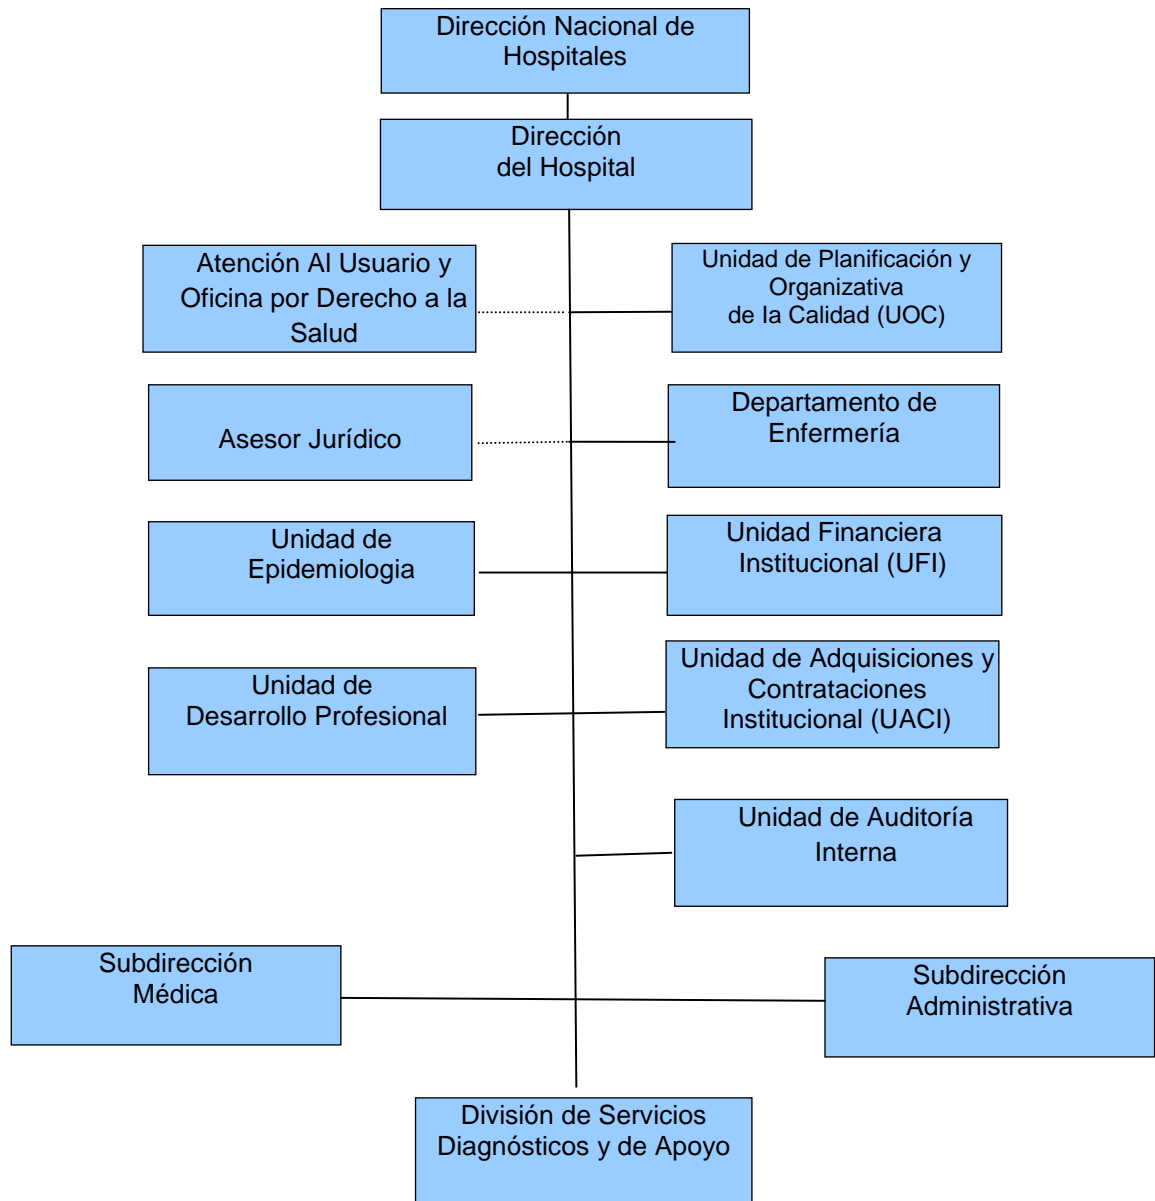 Dirección Nacional de
Hospitales
Dirección
del Hospital
Atención Al Usuario y
Oficina por Derecho a la
Salud
Unidad de Planificación y
Organizativa
de la Calidad (UOC)
Asesor Jurídico
Departamento de
Enfermería
Unidad de
Epidemiologia
Unidad Financiera
Institucional (UFI)
Unidad de
Desarrollo Profesional
Unidad de Adquisiciones y
Contrataciones
Institucional (UACI)
Unidad de Auditoría
Interna
Subdirección
Médica
Subdirección
Administrativa
División de Servicios
Diagnósticos y de Apoyo